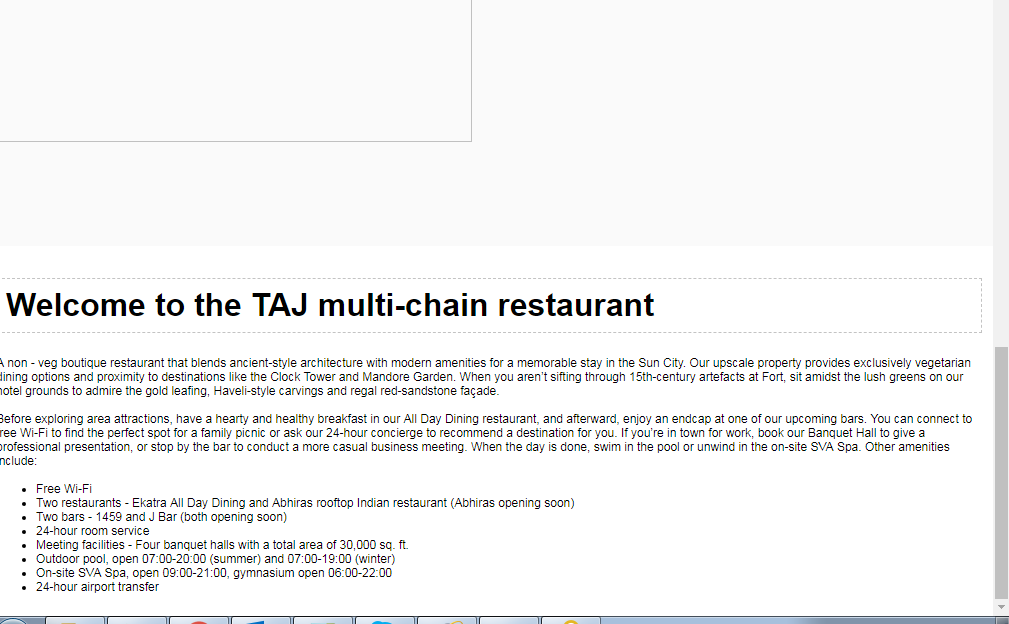 Welcome to the TAJ multi-chain restaurant
A non - veg boutique restaurant that blends ancient-style architecture with modern amenities for a memorable stay in the Sun City. Our upscale property provides exclusively vegetarian
dining options and proximity to destinations like the Clock Tower and Mandore Garden. When you aren't sifting through 15th-century artefacts at Fort, sit amidst the lush greens on our
hotel grounds to admire the gold leafing, Haveli-style carvings and regal red-sandstone façade.
Before exploring area attractions, have a hearty and healthy breakfast in our All Day Dining restaurant, and afterward, enjoy an endcap at one of our upcoming bars. You can connect to
free Wi-Fi to find the perfect spot for a family picnic or ask our 24-hour concierge to recommend a destination for you. If you're in town for work, book our Banquet Hall to give a
professional presentation, or stop by the bar to conduct a more casual business meeting. When the day is done, swim in the pool or unwind in the on-site SVA Spa. Other amenities
include:
• Free Wi-Fi
• Two restaurants - Ekatra All Day Dining and Abhiras rooftop Indian restaurant (Abhiras opening soon)
• Two bars - 1459 and J Bar (both opening soon)
• 24-hour room service
• Meeting facilities - Four banquet halls with a total area of 30,000 sq. ft.
• Outdoor pool, open 07:00-20:00 (summer) and 07:00-19:00 (winter)
• On-site SVA Spa, open 09:00-21:00, gymnasium open 06:00-22:00
• 24-hour airport transfer